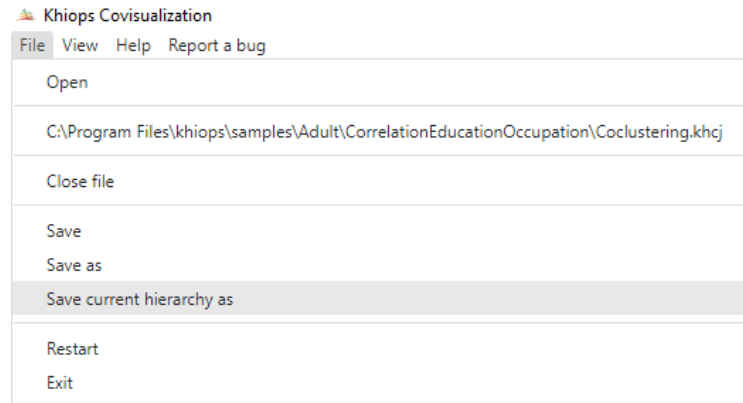 Khiops Covisualization
File View Help Report a bug
Open
C:\Program Files\khiops\samples\Adult\CorrelationEducationOccupation\Coclustering.khcj
Close file
Save
Save as
Save current hierarchy as
Restart
Exit